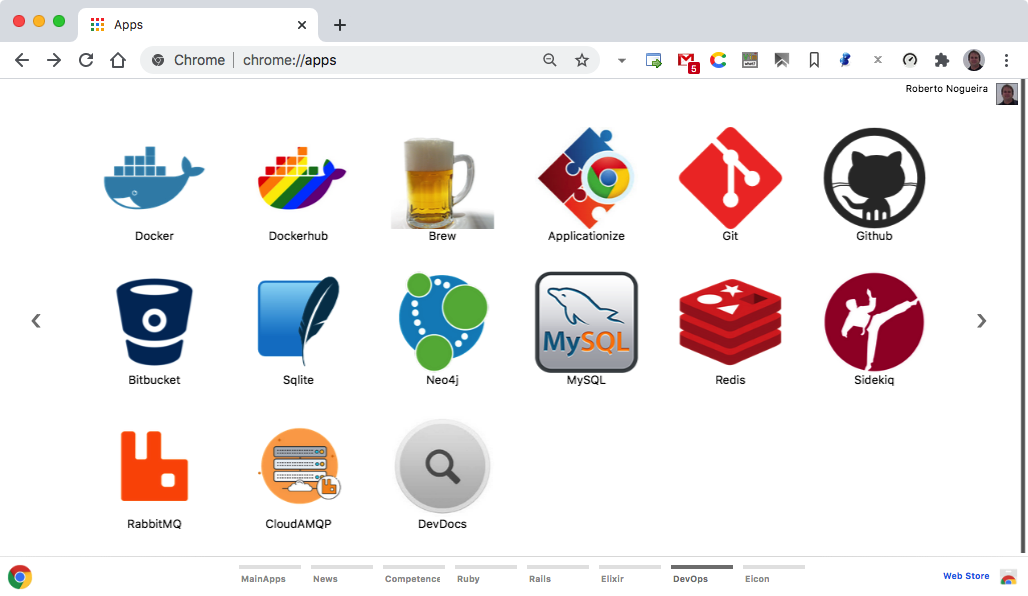 Apps
Chrome chrome://apps
5
Roberto Nogueira
Docker Dockerhub Brew Applicationize Git Github
MySQL
Bitbucket Sqlite Neo4j MySQL Redis Sidekiq
RabbitMQ CloudAMQP DevDocs
MainApps News Competence Ruby Rails Elixir DevOps Eicon
Web Store